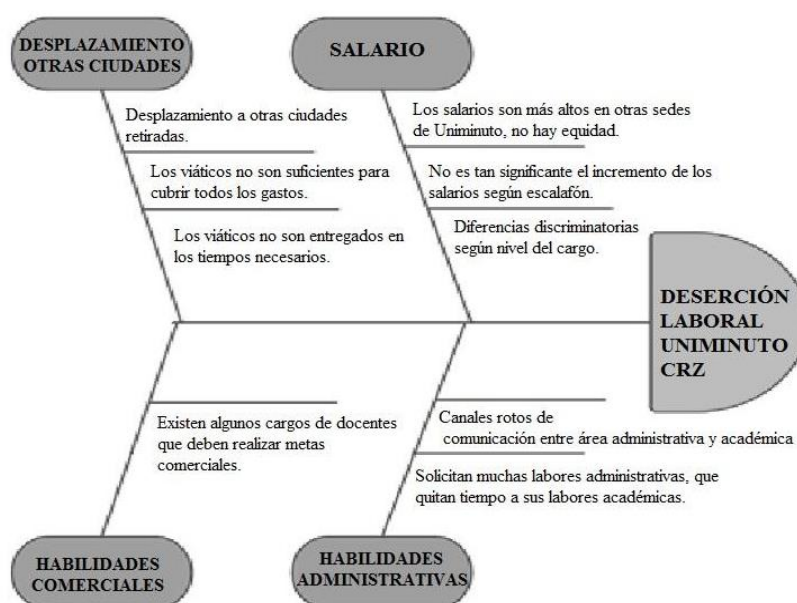 DESPLAZAMIENTO
OTRAS CIUDADES
SALARIO
Desplazamiento a otras ciudades
retiradas.
Los viáticos no son suficientes para
cubrir todos los gastos.
Los viáticos no son entregados en
los tiempos necesarios.
Los salarios son más altos en otras sedes
de Uniminuto, no hay equidad.
No es tan significante el incremento de los
salarios según escalafón.
Diferencias discriminatorias
según nivel del cargo.
DESERCIÓN
LABORAL
UNIMINUTO
CRZ
Existen algunos cargos de docentes
que deben realizar metas
comerciales.
Canales rotos de
comunicación entre área administrativa y académica
Solicitan muchas labores administrativas, que
quitan tiempo a sus labores académicas.
HABILIDADES
COMERCIALES
HABILIDADES
ADMINISTRATIVAS